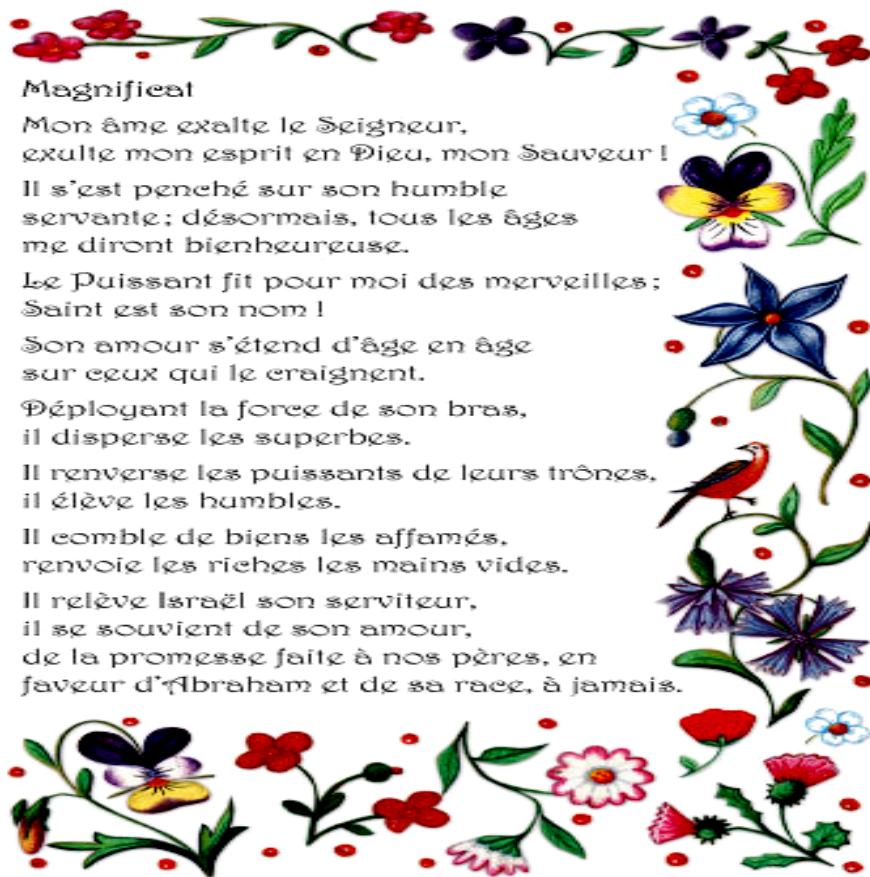 Magnificat
Mon âme exalte le Seigneur,
exulte mon esprit en Dieu, mon Sauveur !
Il s'est penché sur son humble
servante ; désormais, tous les âges
me diront bienheureuse.
Le Puissant fit pour moi des merveilles ;
Saint est son nom !
Son amour s'étend d'âge en âge
sur ceux qui le craignent.
Déployant la force de son bras,
il disperse les superbes.
Il renverse les puissants de leurs trônes,
il élève les humbles.
Il comble de biens les affamés,
renvoie les riches les mains vides.
Il relève Israël son serviteur,
il se souvient de son amour,
de la promesse faite à nos pères, en
faveur d'Abraham et de sa race, à jamais.